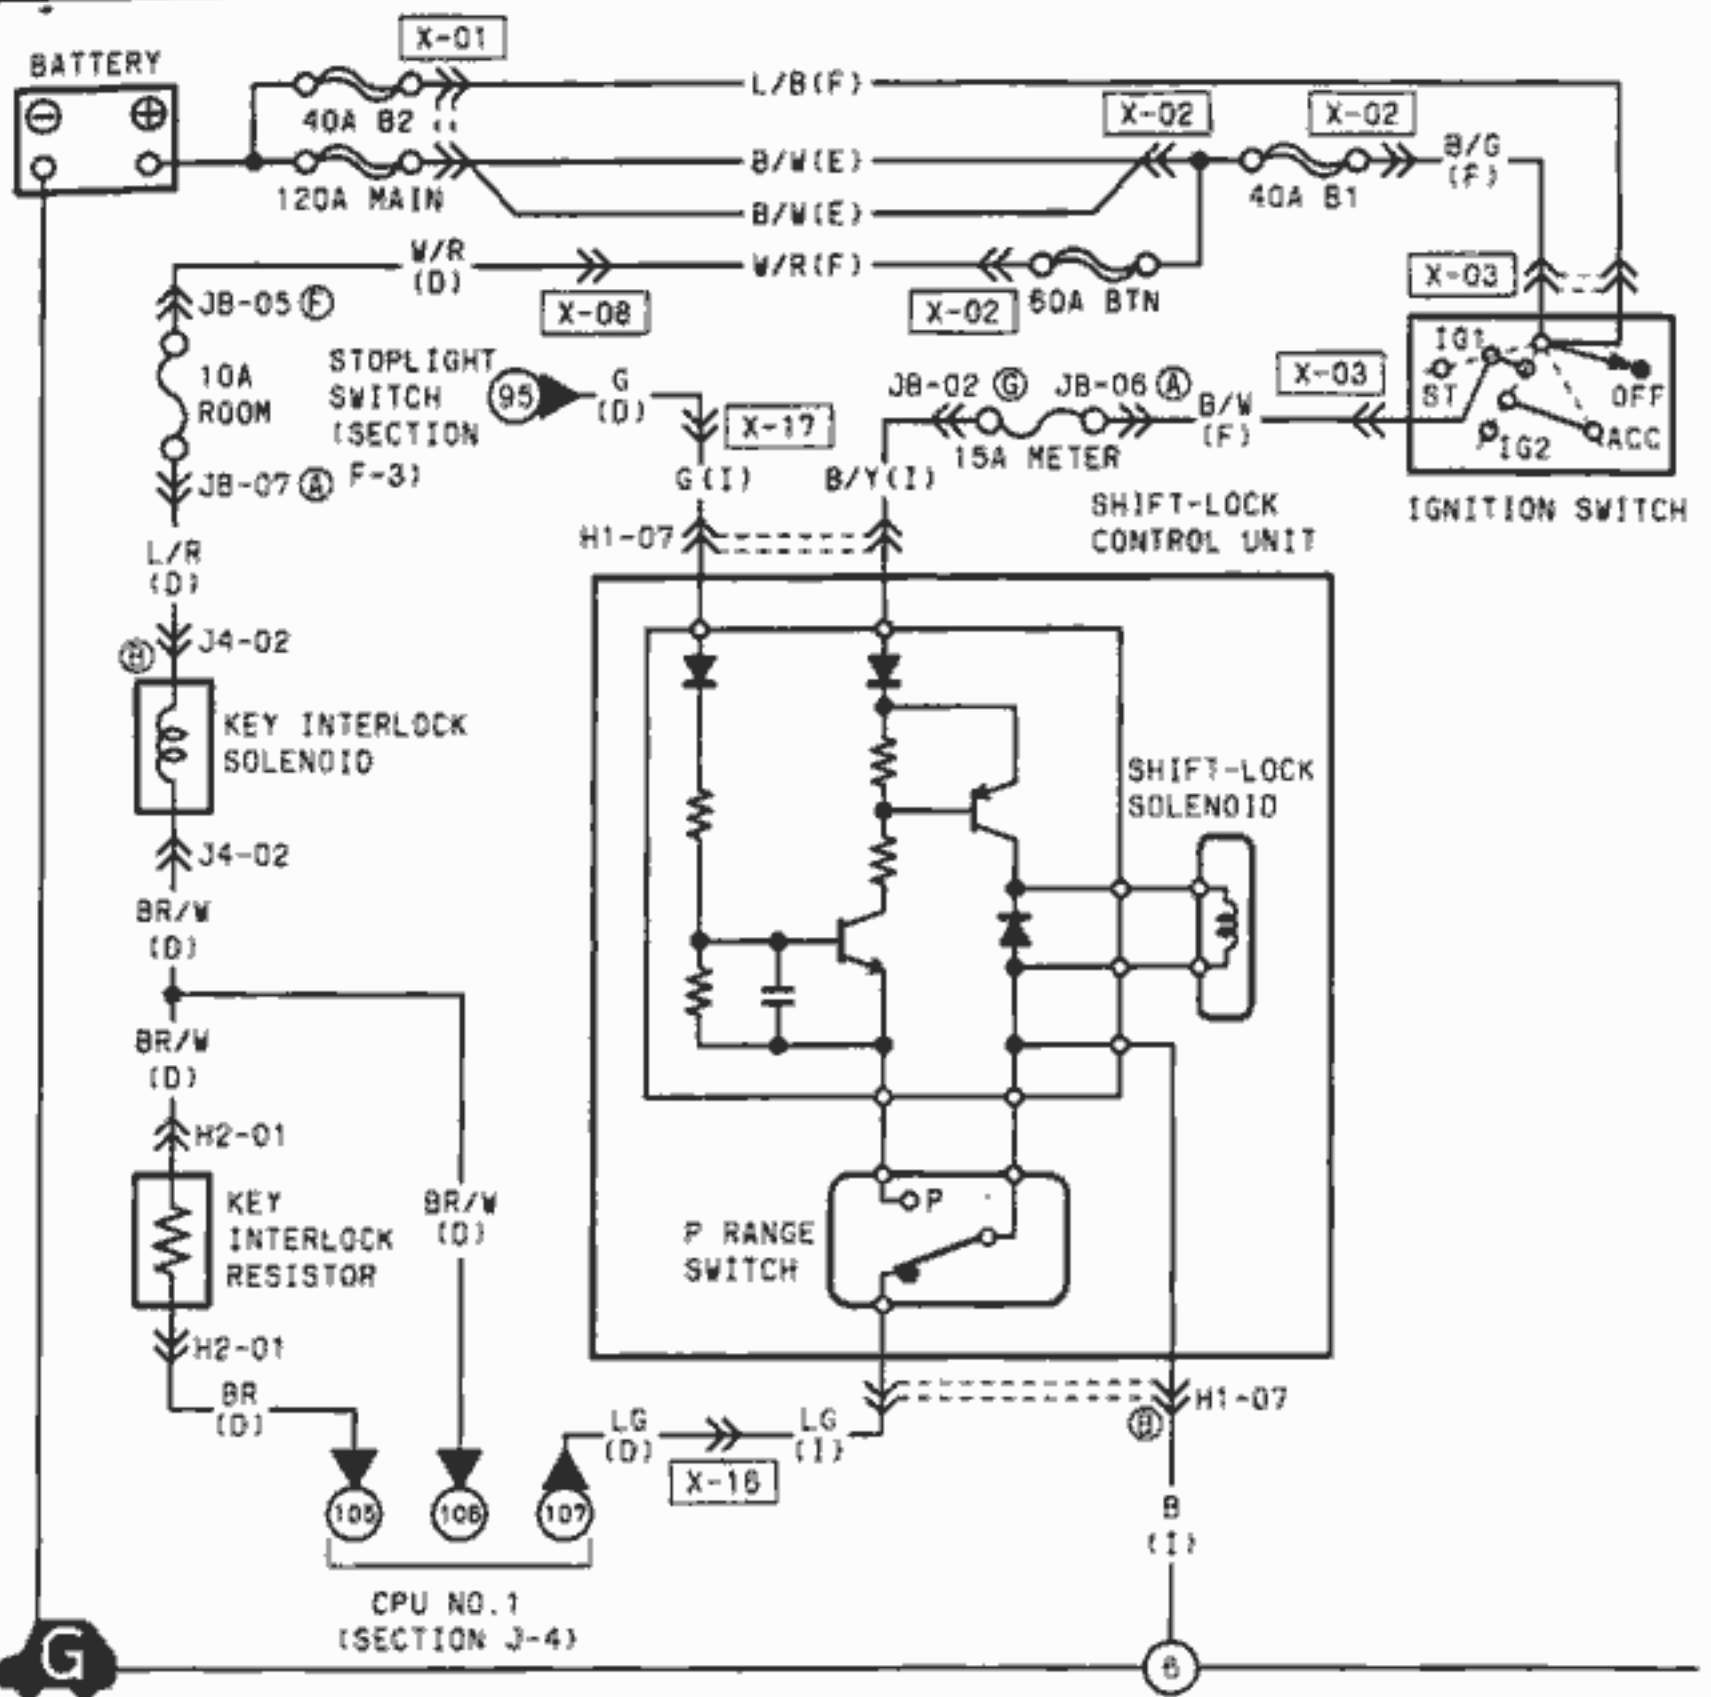 X-01
BATTERY
L/B(F)
40A B2
X-02
X-02
B/W(E)
B/G
(F)
120A MAIN
40A B1
B/W(E)
W/R
(D)
W/R(F)
X-03
JB-05 F
X-08
X-02
60A BTN
10A
ROOM
STOPLIGHT
SWITCH
(SECTION
F-3)
95
G
(D)
X-17
JB-02 G
JB-06 A
X-03
B/W
(F)
15A METER
IG1
ST
OFF
IG2
ACC
IGNITION SWITCH
JB-07 A
G(I)
B/Y(I)
H1-07
SHIFT-LOCK
CONTROL UNIT
L/R
(D)
J4-02
KEY INTERLOCK
SOLENOID
J4-02
SHIFT-LOCK
SOLENOID
BR/W
(D)
BR/W
(D)
H2-01
KEY
INTERLOCK
RESISTOR
BR/W
(D)
P
P RANGE
SWITCH
H2-01
BR
(D)
LG
(D)
LG
(I)
H1-07
X-16
105
106
107
B
(I)
CPU NO.1
(SECTION J-4)
G
6